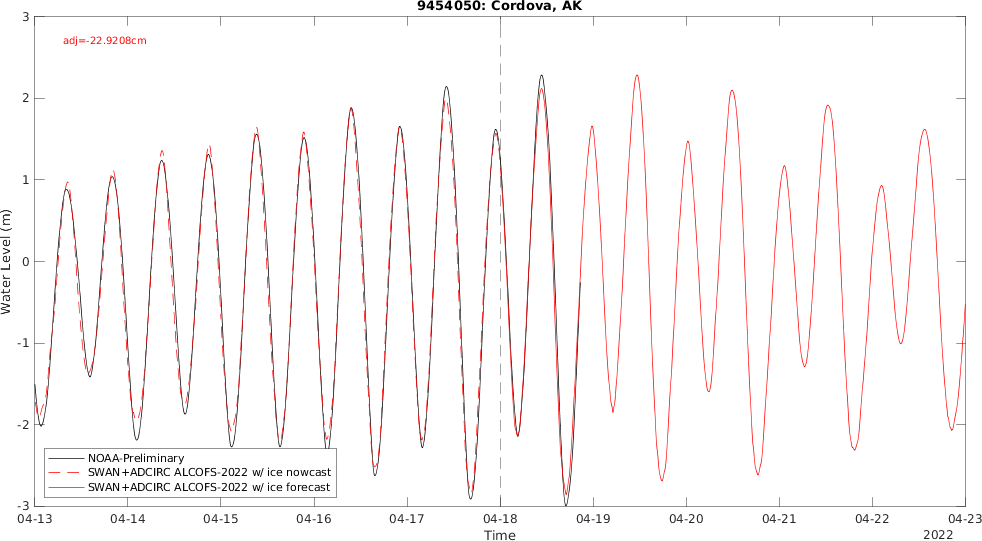 9454050: Cordova, AK
adj=-22.9208cm
3
2
1
0
-1
-2
-3
Water Level (m)
NOAA-Preliminary
SWAN+ADCIRC ALCOFS-2022 w/ ice nowcast
SWAN+ADCIRC ALCOFS-2022 w/ ice forecast
04-13 04-14 04-15 04-16 04-17 04-18 04-19 04-20 04-21 04-22 04-23
Time
2022